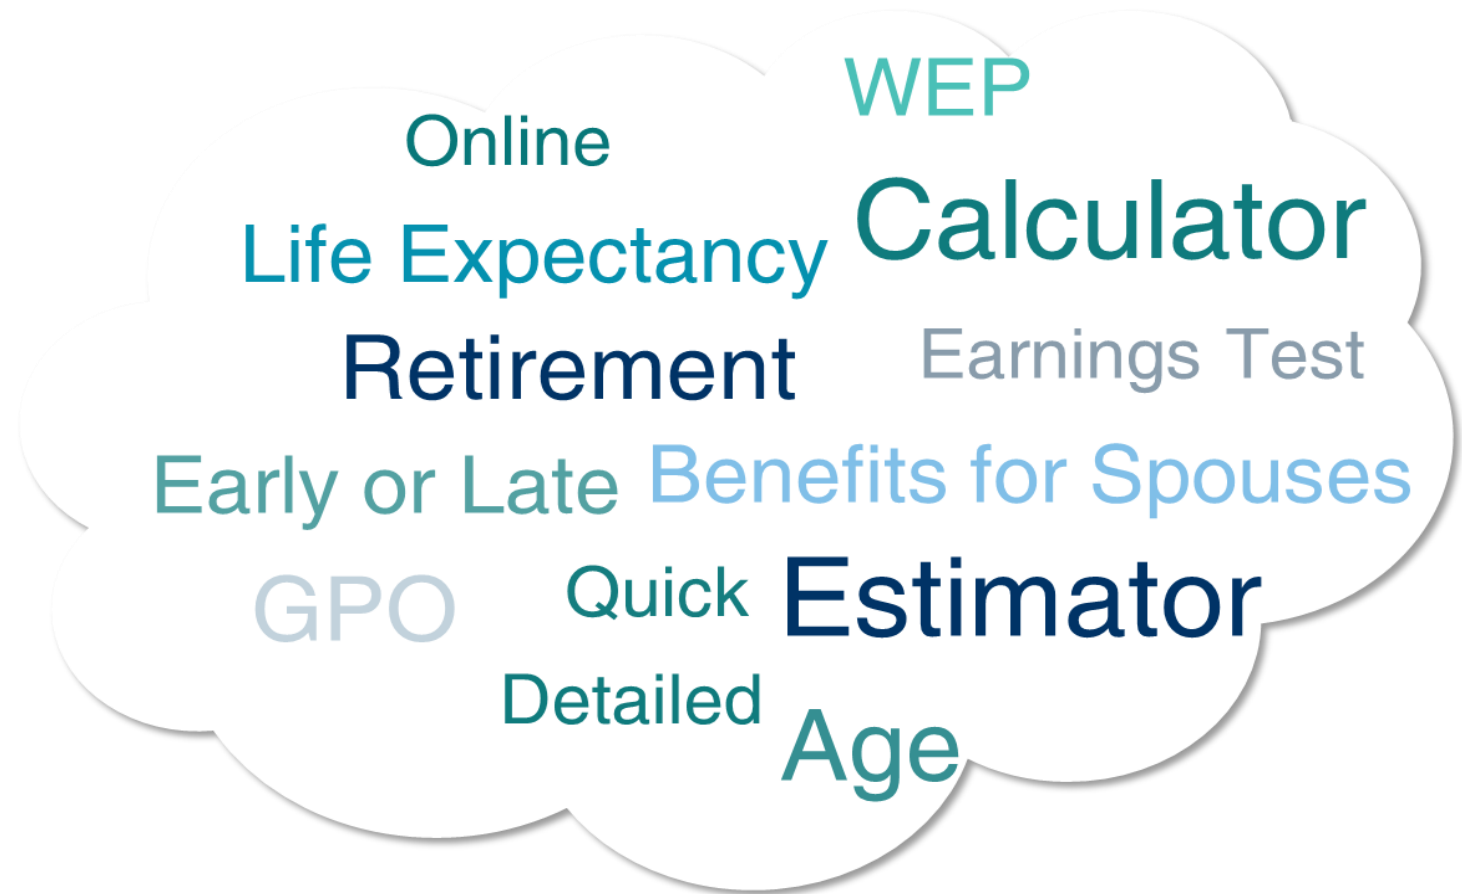 WEP
Online
Calculator
Life Expectancy
Retirement
Earnings Test
Early or Late
Benefits for Spouses
GPO
Quick
Estimator
Detailed
Age